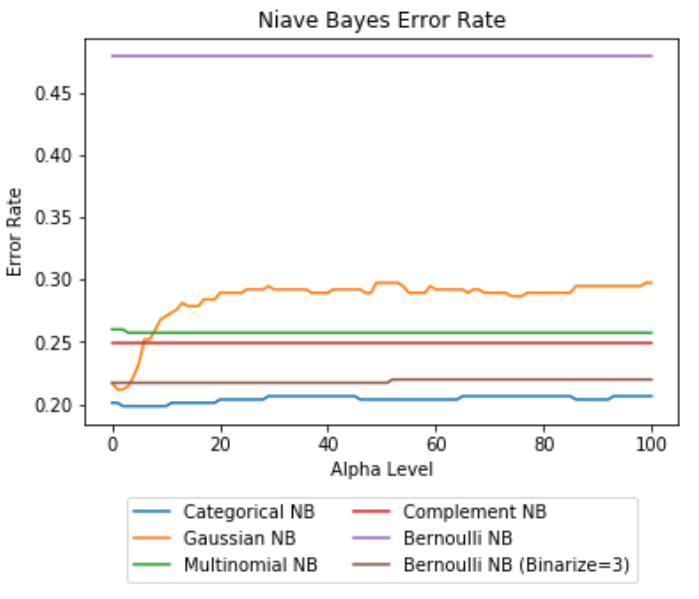 Niave Bayes Error Rate
Error Rate
0.45
0.40
0.35
0.30
0.25
0.20
0 20 40 60 80 100
Alpha Level
Categorical NB Complement NB
Gaussian NB Bernoulli NB
Multinomial NB Bernoulli NB (Binarize=3)